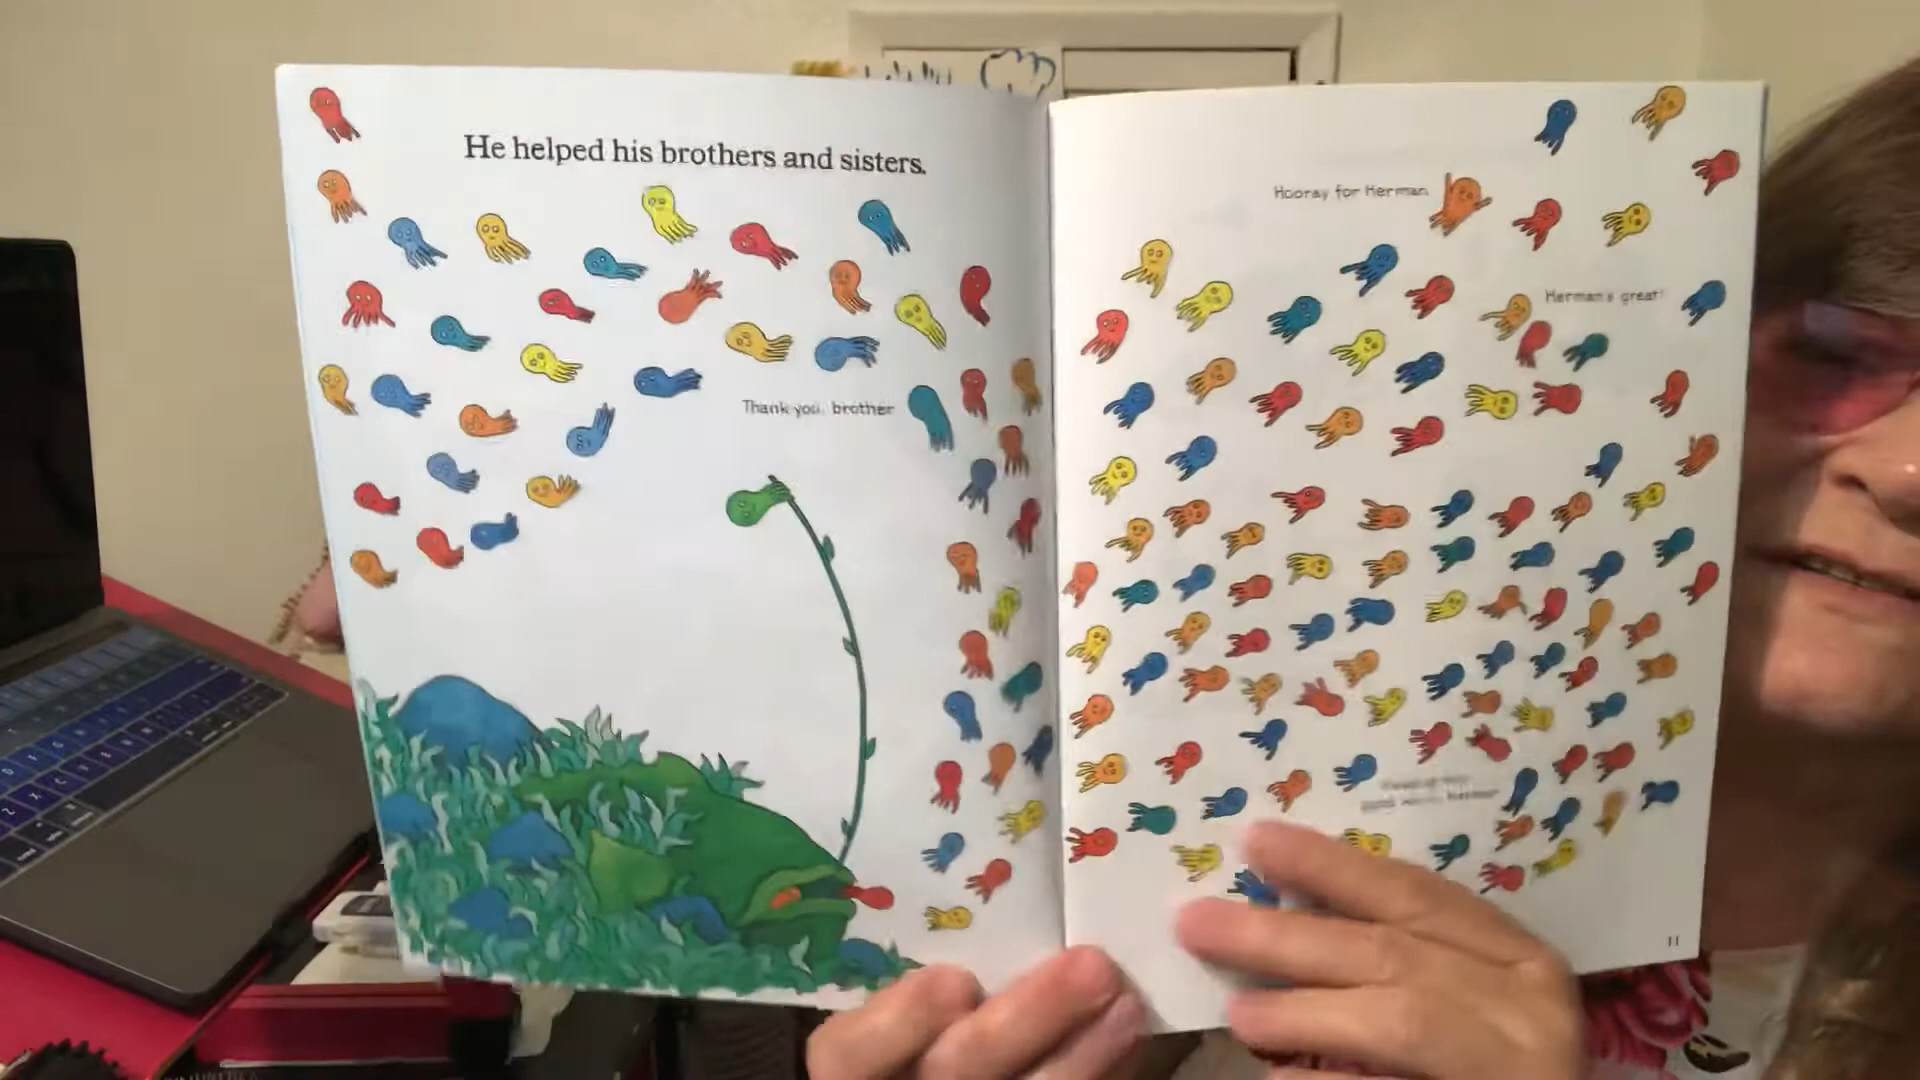 He helped his brothers and sisters.
Thank you, brother
Hooray for Herman.
Herman's great!
11